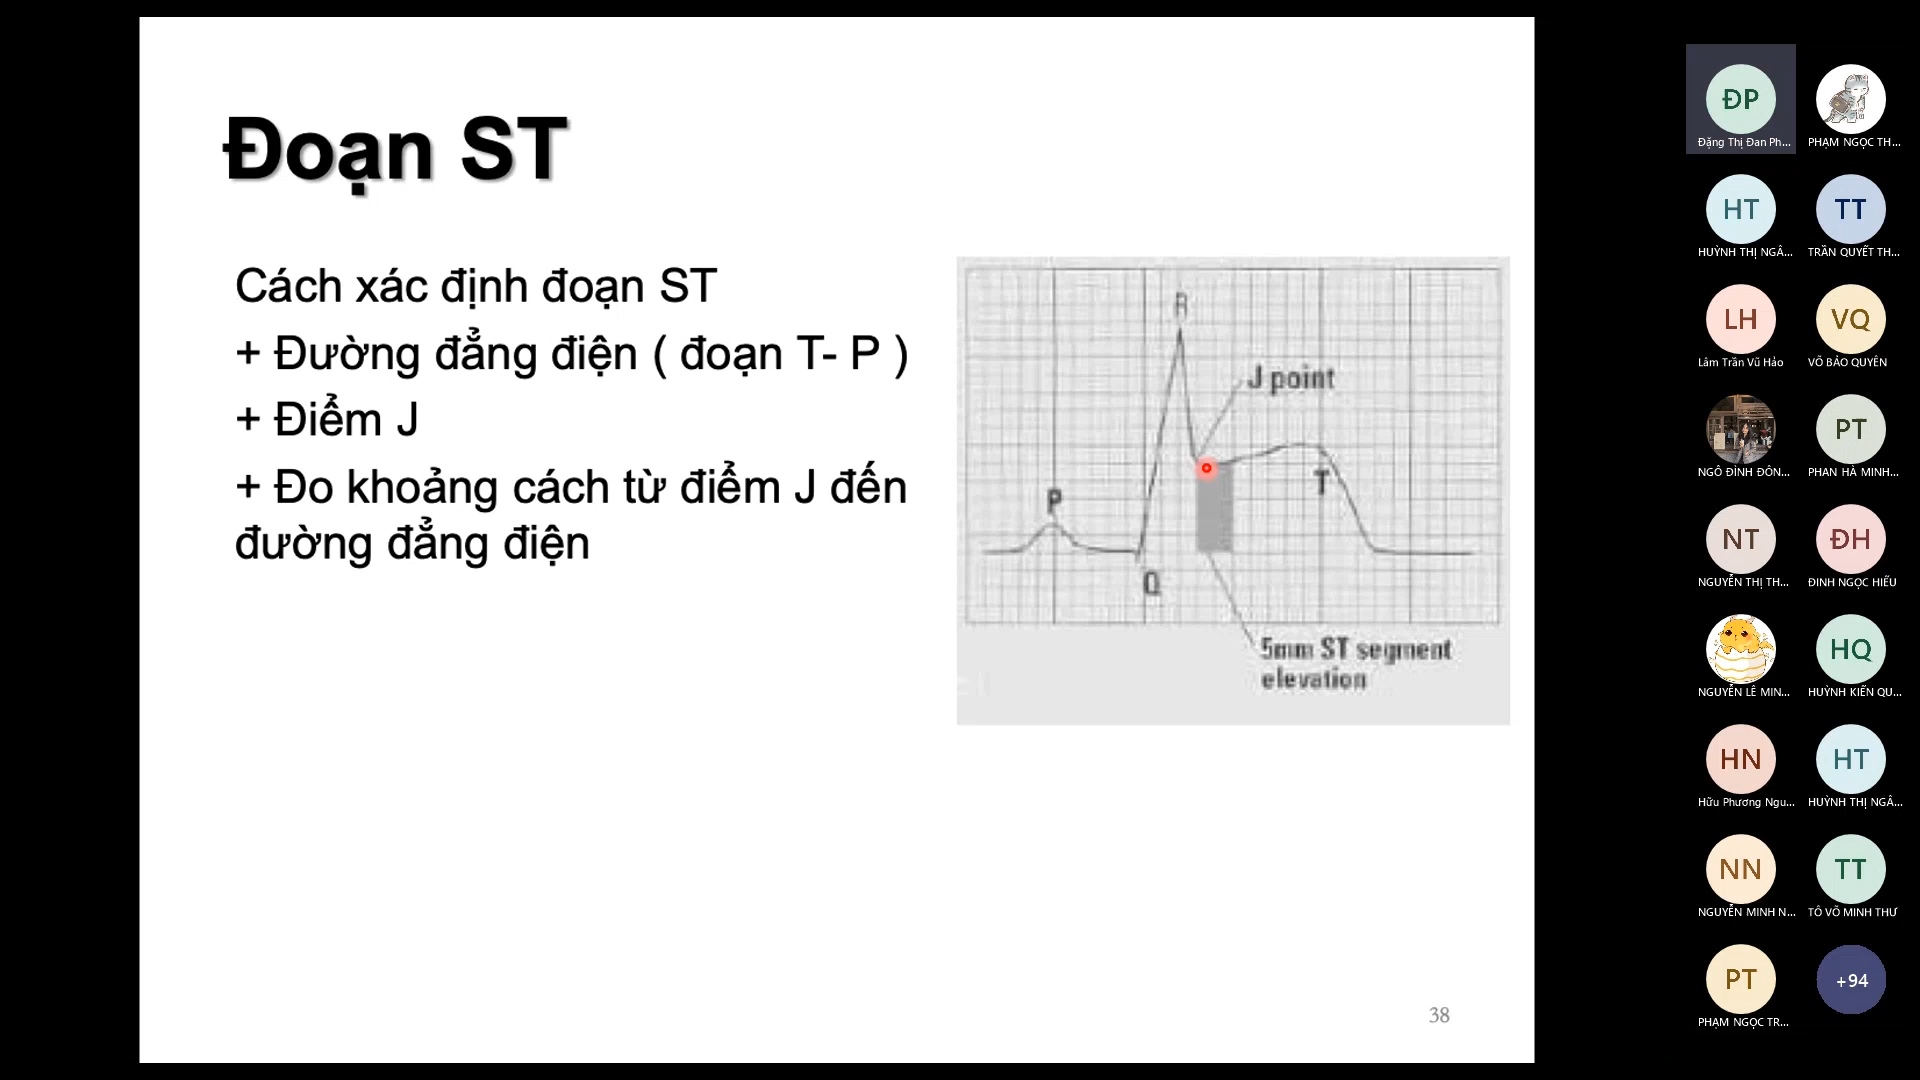 Đoạn ST
Cách xác định đoạn ST
+ Đường đẳng điện ( đoạn T- P )
+ Điểm J
+ Đo khoảng cách từ điểm J đến
đường đẳng điện
R
J point
P
T
Q
5mm ST segment
elevation
38
ĐP
Đặng Thị Đan Ph...
PHẠM NGỌC TH...
HT
HUỲNH THỊ NGÂ...
TT
TRẦN QUYẾT TH...
LH
Lâm Trần Vũ Hảo
VQ
VÕ BẢO QUYÊN
NGÔ ĐÌNH ĐÔN...
PT
PHAN HÀ MINH...
NT
NGUYỄN THỊ TH...
ĐH
ĐINH NGỌC HIẾU
NGUYỄN LÊ MIN...
HQ
HUỲNH KIẾN QU...
HN
Hữu Phương Ngu...
HT
HUỲNH THỊ NGÂ...
NN
NGUYỄN MINH N...
TT
TÔ VÕ MINH THƯ
PT
PHẠM NGỌC TR...
+94